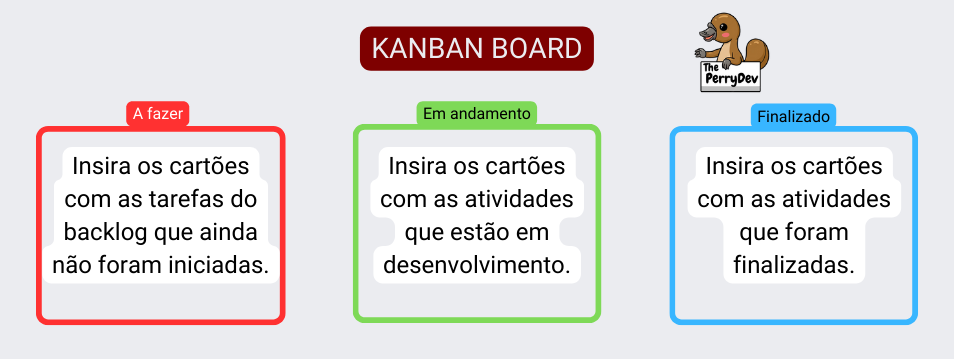 KANBAN BOARD
The
PerryDev
A fazer
Insira os cartões
com as tarefas do
backlog que ainda
não foram iniciadas.
Em andamento
Insira os cartões
com as atividades
que estão em
desenvolvimento.
Finalizado
Insira os cartões
com as atividades
que foram
finalizadas.